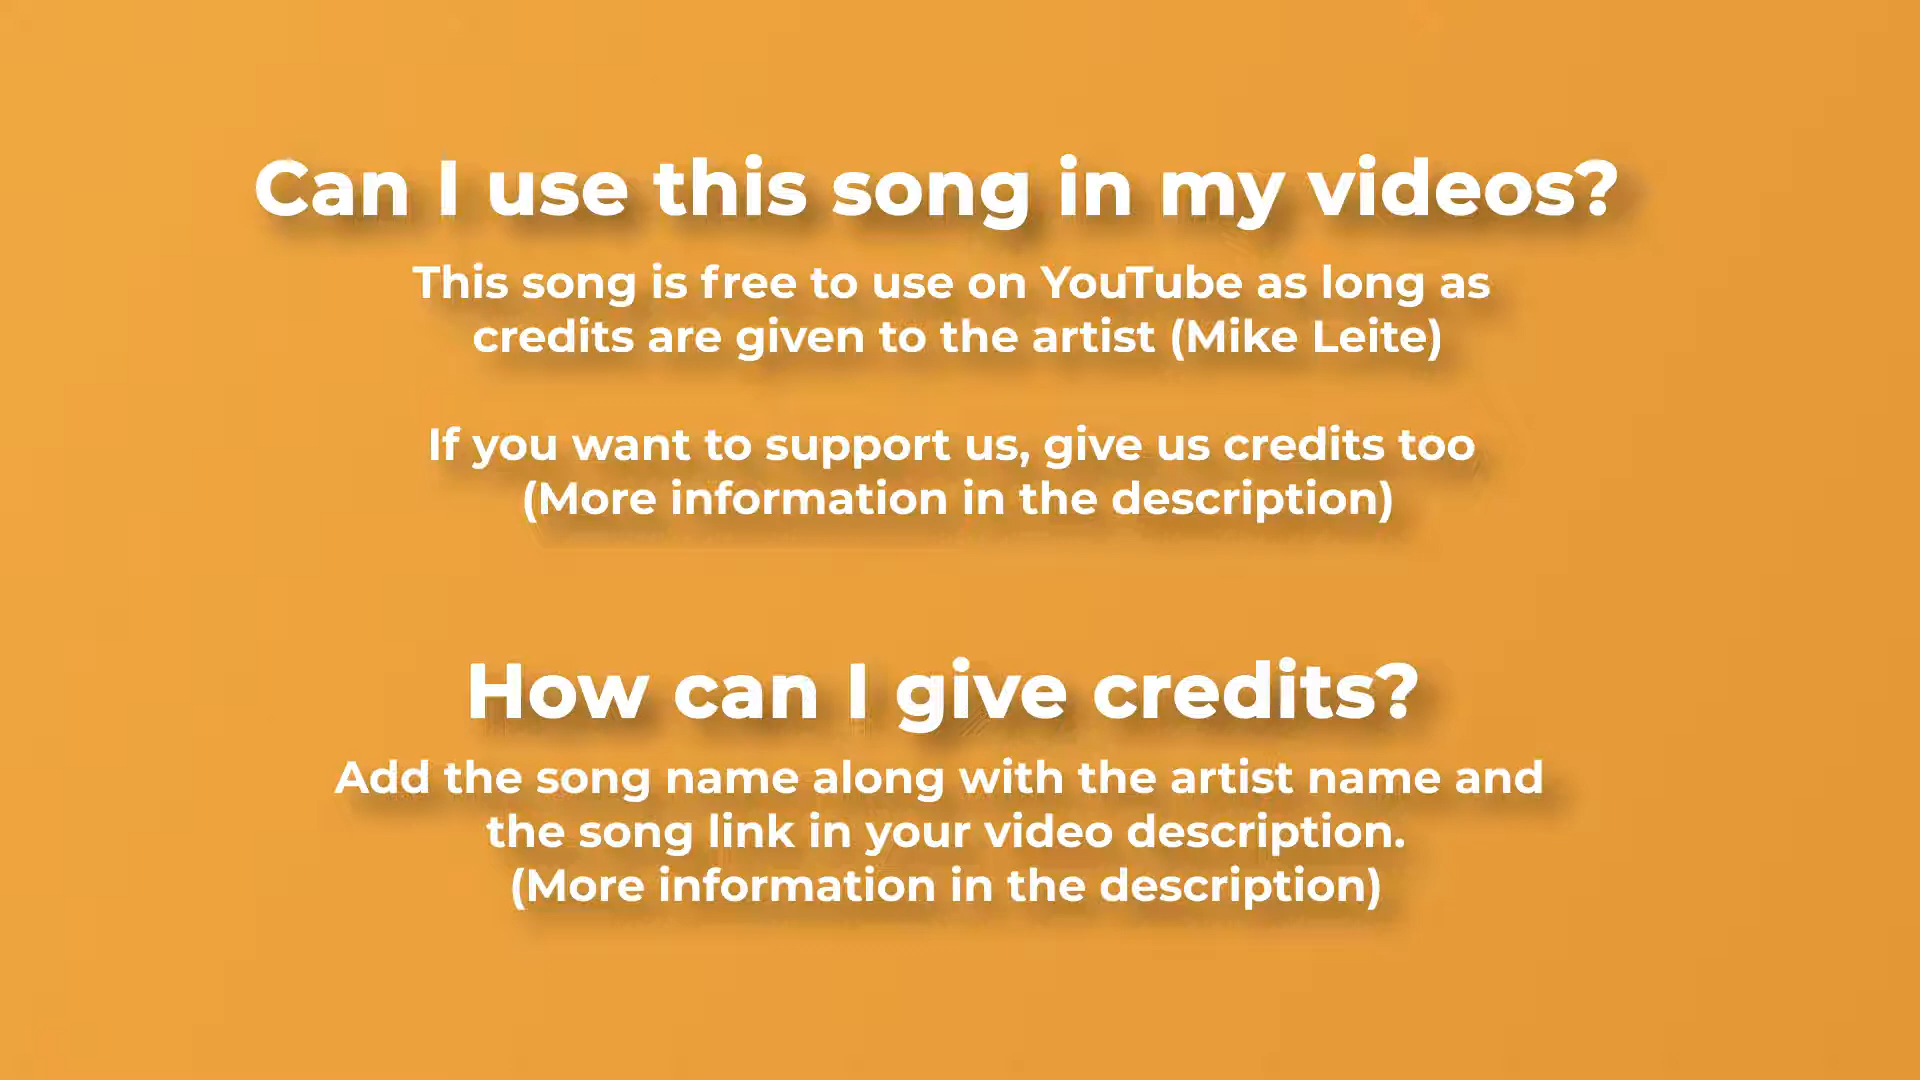 Can I use this song in my videos?
This song is free to use on YouTube as long as
credits are given to the artist (Mike Leite)
If you want to support us, give us credits too
(More information in the description)
How can I give credits?
Add the song name along with the artist name and
the song link in your video description.
(More information in the description)